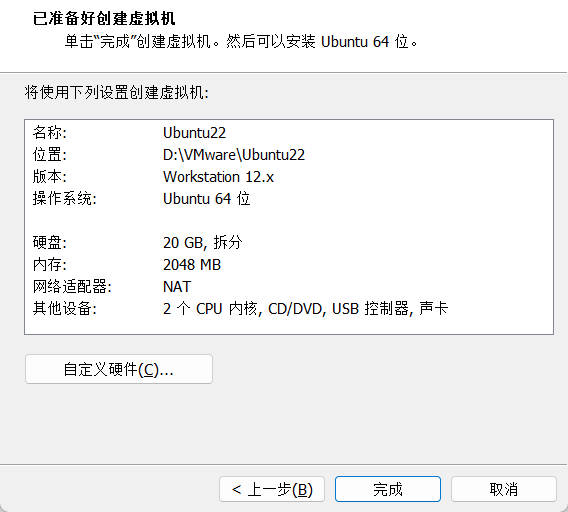 已准备好创建虚拟机
单击“完成”创建虚拟机。然后可以安装 Ubuntu 64 位。
将使用下列设置创建虚拟机:
名称: Ubuntu22
位置: D:\VMware\Ubuntu22
版本: Workstation 12.x
操作系统: Ubuntu 64 位
硬盘: 20 GB, 拆分
内存: 2048 MB
网络适配器: NAT
其他设备: 2 个 CPU 内核, CD/DVD, USB 控制器, 声卡
自定义硬件(C)...
< 上一步(B) 完成 取消